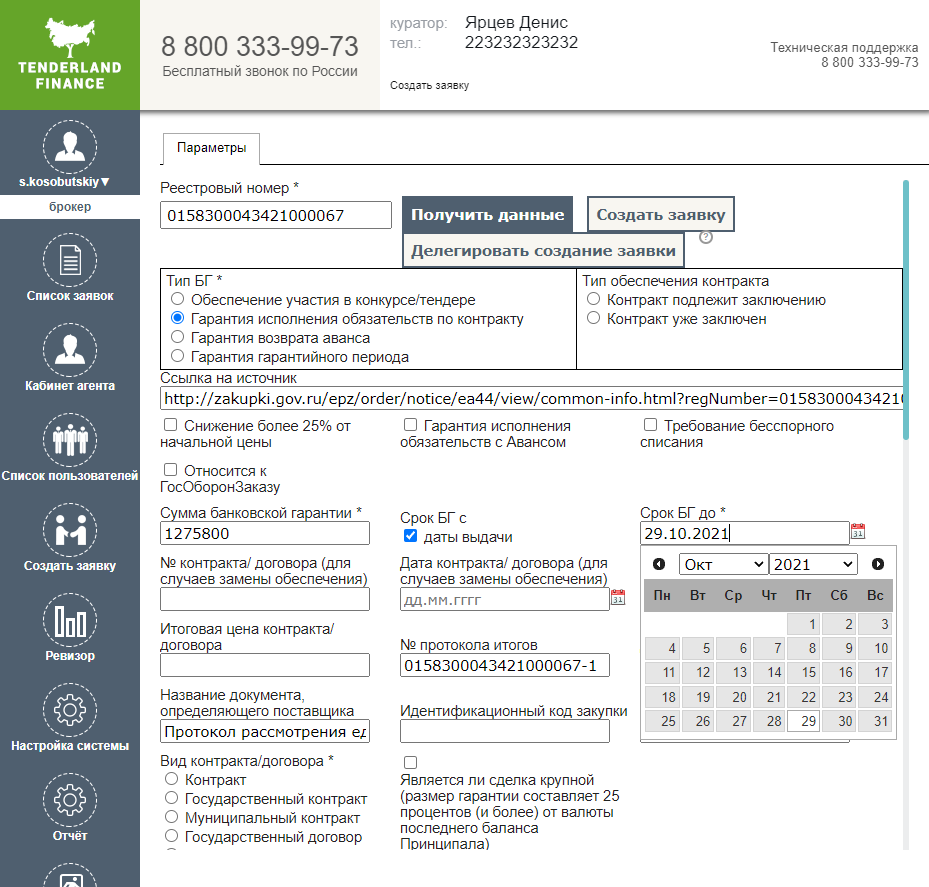 TENDERLAND
FINANCE
8 800 333-99-73
Бесплатный звонок по России
куратор: Ярцев Денис
тел.: 223232323232
Создать заявку
Техническая поддержка
8 800 333-99-73
s.kosobutskiy▼
брокер
Список заявок
Кабинет агента
Список пользователей
Создать заявку
Ревизор
Настройка системы
Отчёт
Параметры
Реестровый номер *
0158300043421000067
Получить данные
Создать заявку
Делегировать создание заявки
?
Тип БГ *
Обеспечение участия в конкурсе/тендере
Гарантия исполнения обязательств по контракту
Гарантия возврата аванса
Гарантия гарантийного периода
Тип обеспечения контракта
Контракт подлежит заключению
Контракт уже заключен
Ссылка на источник
http://zakupki.gov.ru/epz/order/notice/ea44/view/common-info.html?regNumber=01583000434210
Снижение более 25% от
начальной цены
Гарантия исполнения
обязательств с Авансом
Требование бесспорного
списания
Относится к
ГосОборонЗаказу
Сумма банковской гарантии *
1275800
Срок БГ с
даты выдачи
Срок БГ до *
29.10.2021
31
Окт 2021
Пн Вт Ср Чт Пт Сб Вс
1 2 3
4 5 6 7 8 9 10
11 12 13 14 15 16 17
18 19 20 21 22 23 24
25 26 27 28 29 30 31
№ контракта/ договора (для
случаев замены обеспечения)
Дата контракта/ договора (для
случаев замены обеспечения)
дд.мм.гггг
31
Итоговая цена контракта/
договора
№ протокола итогов
0158300043421000067-1
Название документа,
определяющего поставщика
Протокол рассмотрения ед
Идентификационный код закупки
Вид контракта/договора *
Контракт
Государственный контракт
Муниципальный контракт
Государственный договор
Является ли сделка крупной
(размер гарантии составляет 25
процентов (и более) от валюты
последнего баланса
Принципала)